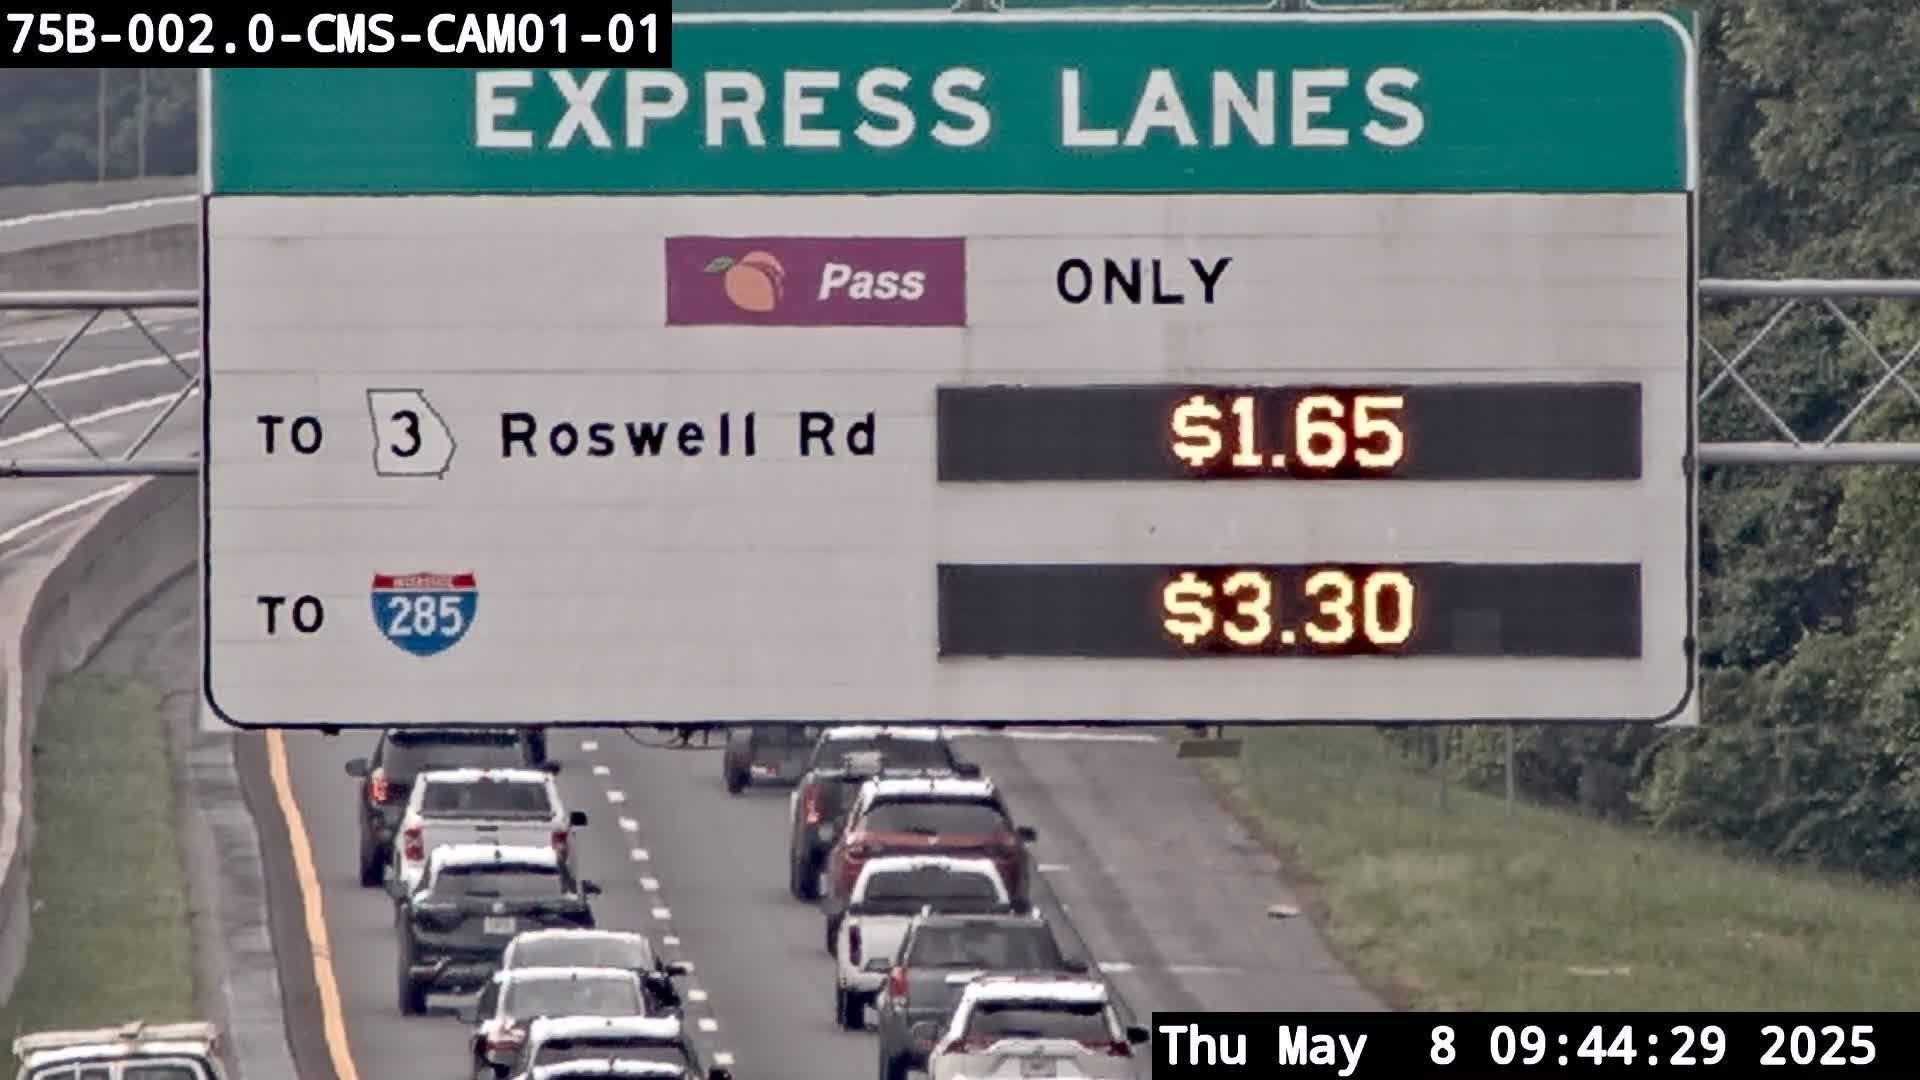 75B-002.0-CMS-CAM01-01
EXPRESS LANES
Pass ONLY
TO 3 Roswell Rd $1.65
INTERSTATE
TO 285 $3.30
Thu May 8 09:44:29 2025